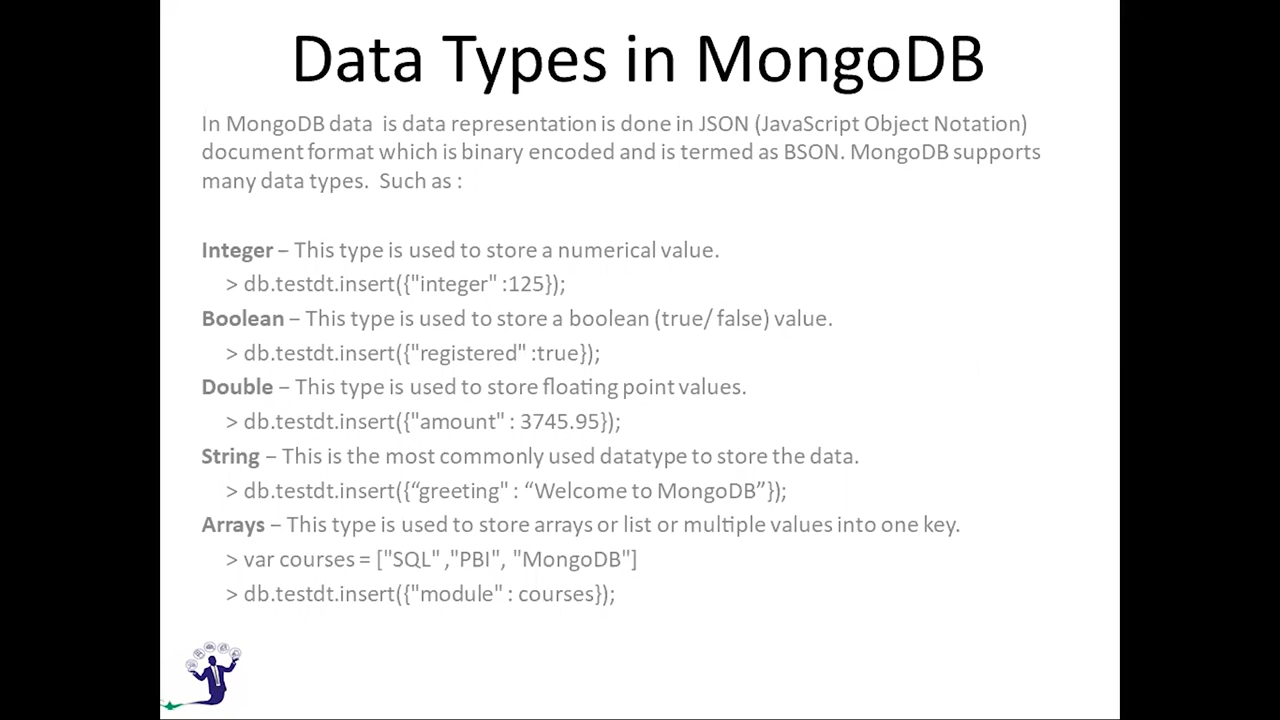 Data Types in MongoDB
In MongoDB data  is data representation is done in JSON (JavaScript Object Notation)
document format which is binary encoded and is termed as BSON. MongoDB supports
many data types.  Such as :
Integer – This type is used to store a numerical value.
> db.testdt.insert({"integer" :125});
Boolean – This type is used to store a boolean (true/ false) value.
> db.testdt.insert({"registered" :true});
Double – This type is used to store floating point values.
> db.testdt.insert({"amount" : 3745.95});
String – This is the most commonly used datatype to store the data.
> db.testdt.insert({“greeting" : “Welcome to MongoDB”});
Arrays – This type is used to store arrays or list or multiple values into one key.
> var courses = ["SQL" ,"PBI", "MongoDB"]
> db.testdt.insert({"module" : courses});